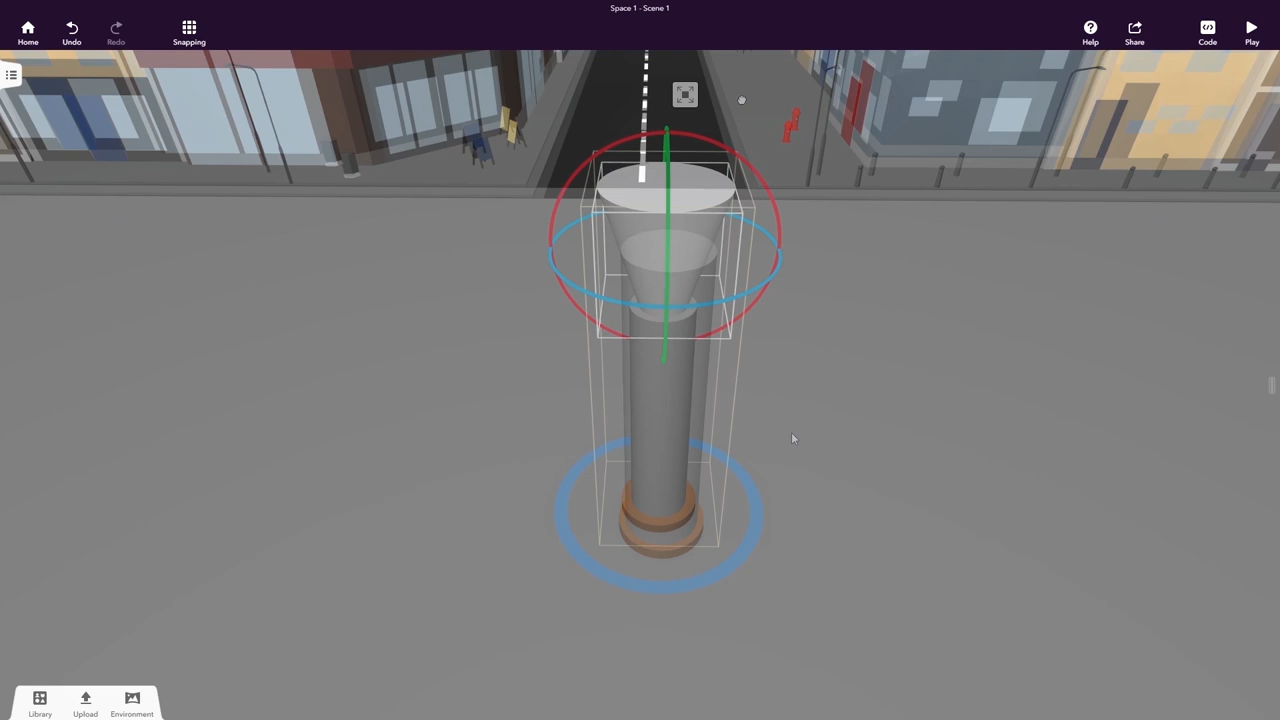 Space 1 - Scene 1
Home
Undo
Redo
Snapping
Help
Share
Code
Play
Library
Upload
Environment